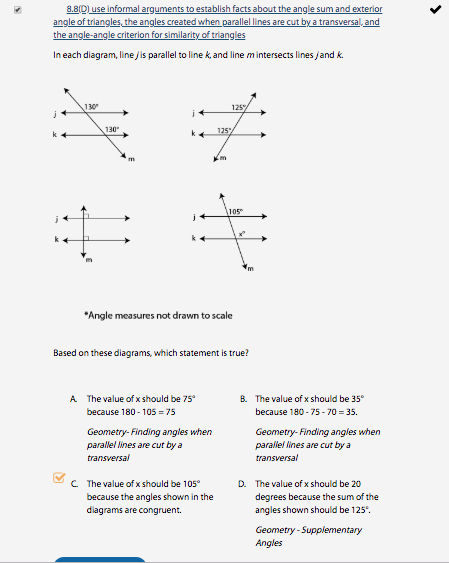 8.8(D) use informal arguments to establish facts about the angle sum and exterior
angle of triangles, the angles created when parallel lines are cut by a transversal, and
the angle-angle criterion for similarity of triangles
In each diagram, line j is parallel to line k, and line m intersects lines j and k.
130°
j
130°
k
m
125°
j
125°
k
m
j
k
m
105°
j
x°
k
m
*Angle measures not drawn to scale
Based on these diagrams, which statement is true?
A. The value of x should be 75°
because 180 - 105 = 75
Geometry- Finding angles when
parallel lines are cut by a
transversal
B. The value of x should be 35°
because 180 - 75 - 70 = 35.
Geometry- Finding angles when
parallel lines are cut by a
transversal
C. The value of x should be 105°
because the angles shown in the
diagrams are congruent.
D. The value of x should be 20
degrees because the sum of the
angles shown should be 125°.
Geometry - Supplementary
Angles